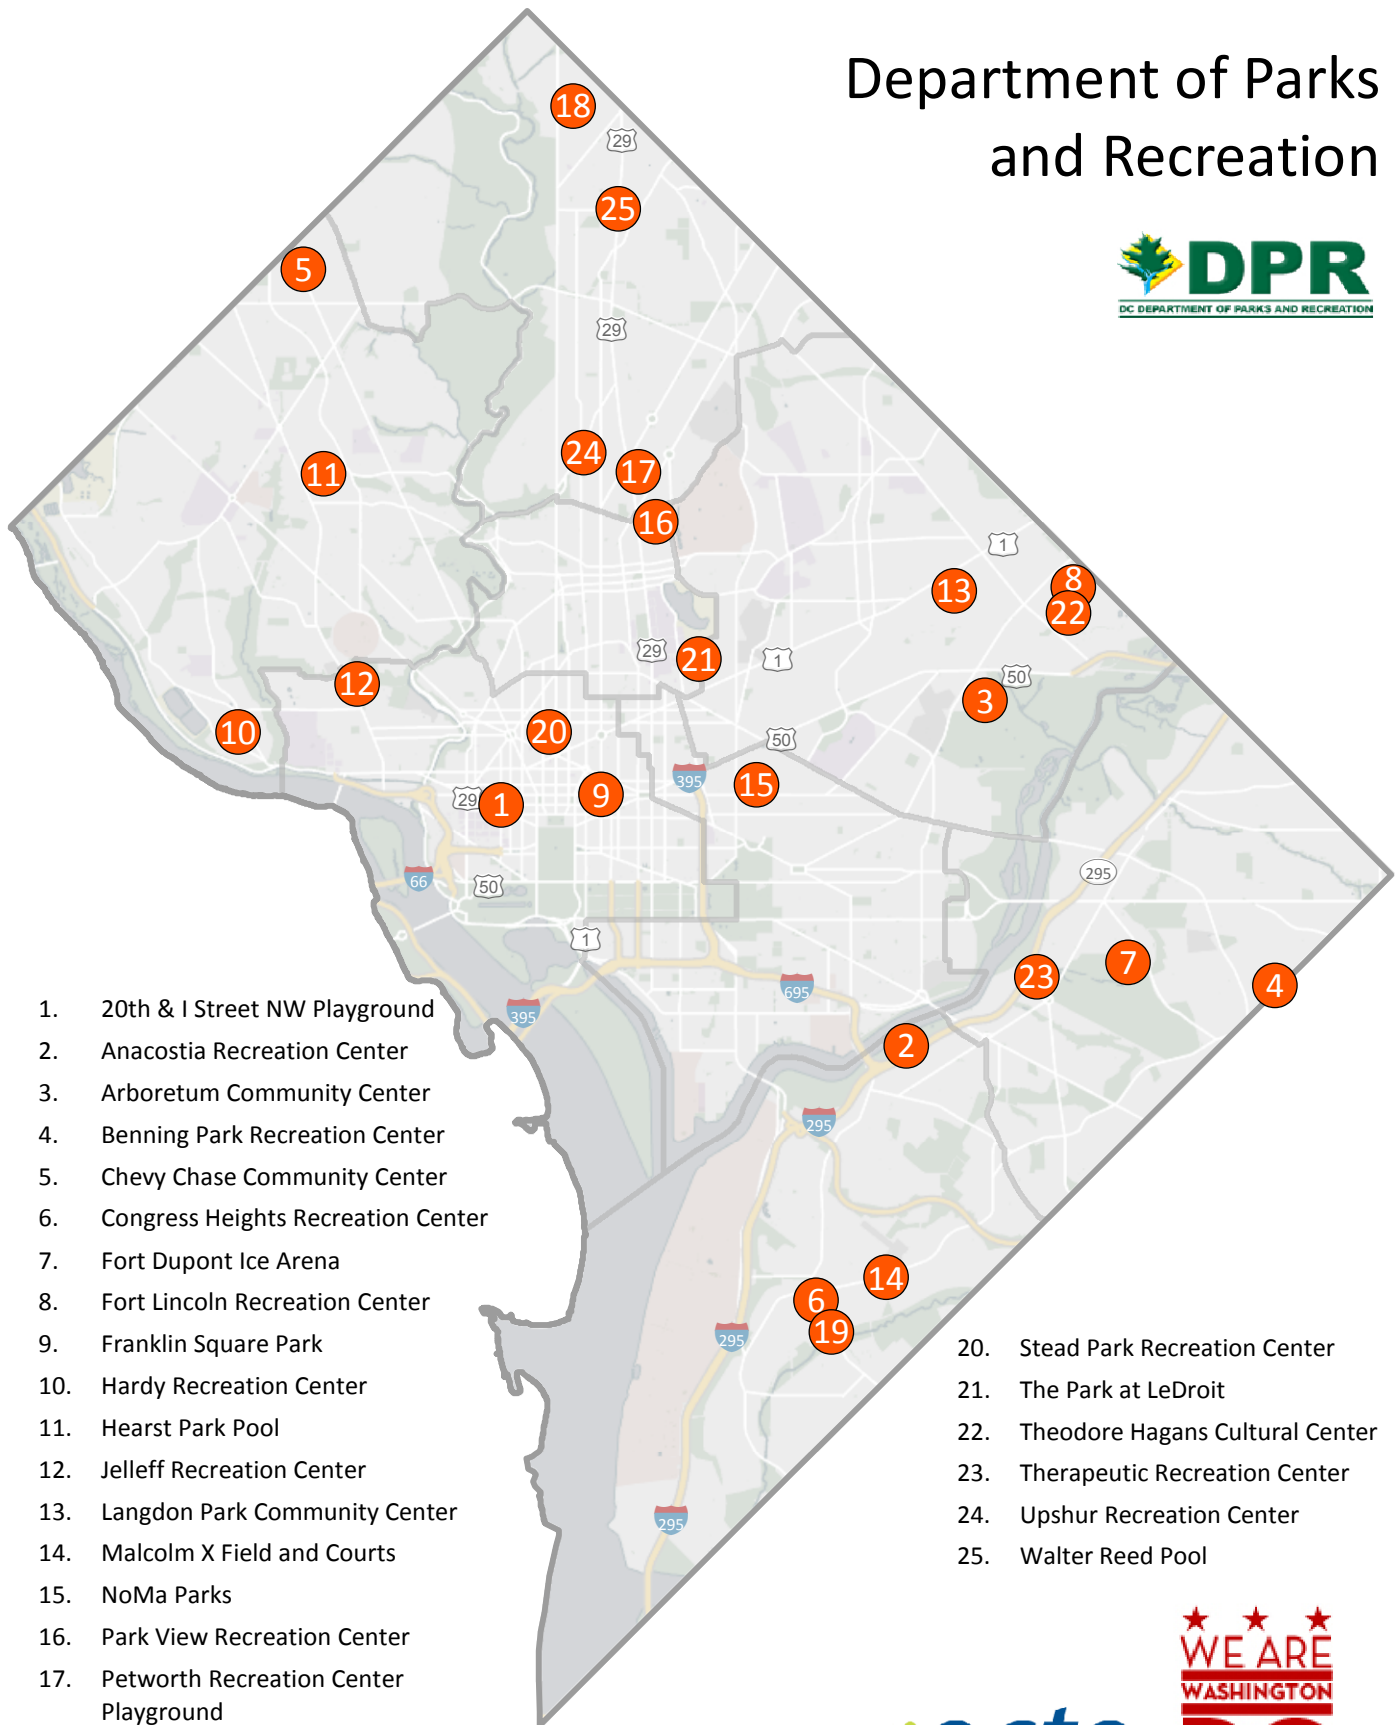 Department of Parks
and Recreation
DPR
DC DEPARTMENT OF PARKS AND RECREATION
18
29
25
5
29
24
17
11
16
1
13
8
22
29
21
1
50
12
3
10
20
50
395
15
29
1
9
66
50
295
1
7
23
4
695
395
2
295
14
6
19
295
295
1. 20th & I Street NW Playground
2. Anacostia Recreation Center
3. Arboretum Community Center
4. Benning Park Recreation Center
5. Chevy Chase Community Center
6. Congress Heights Recreation Center
7. Fort Dupont Ice Arena
8. Fort Lincoln Recreation Center
9. Franklin Square Park
10. Hardy Recreation Center
11. Hearst Park Pool
12. Jelleff Recreation Center
13. Langdon Park Community Center
14. Malcolm X Field and Courts
15. NoMa Parks
16. Park View Recreation Center
17. Petworth Recreation Center
Playground
20. Stead Park Recreation Center
21. The Park at LeDroit
22. Theodore Hagans Cultural Center
23. Therapeutic Recreation Center
24. Upshur Recreation Center
25. Walter Reed Pool
WE ARE
WASHINGTON